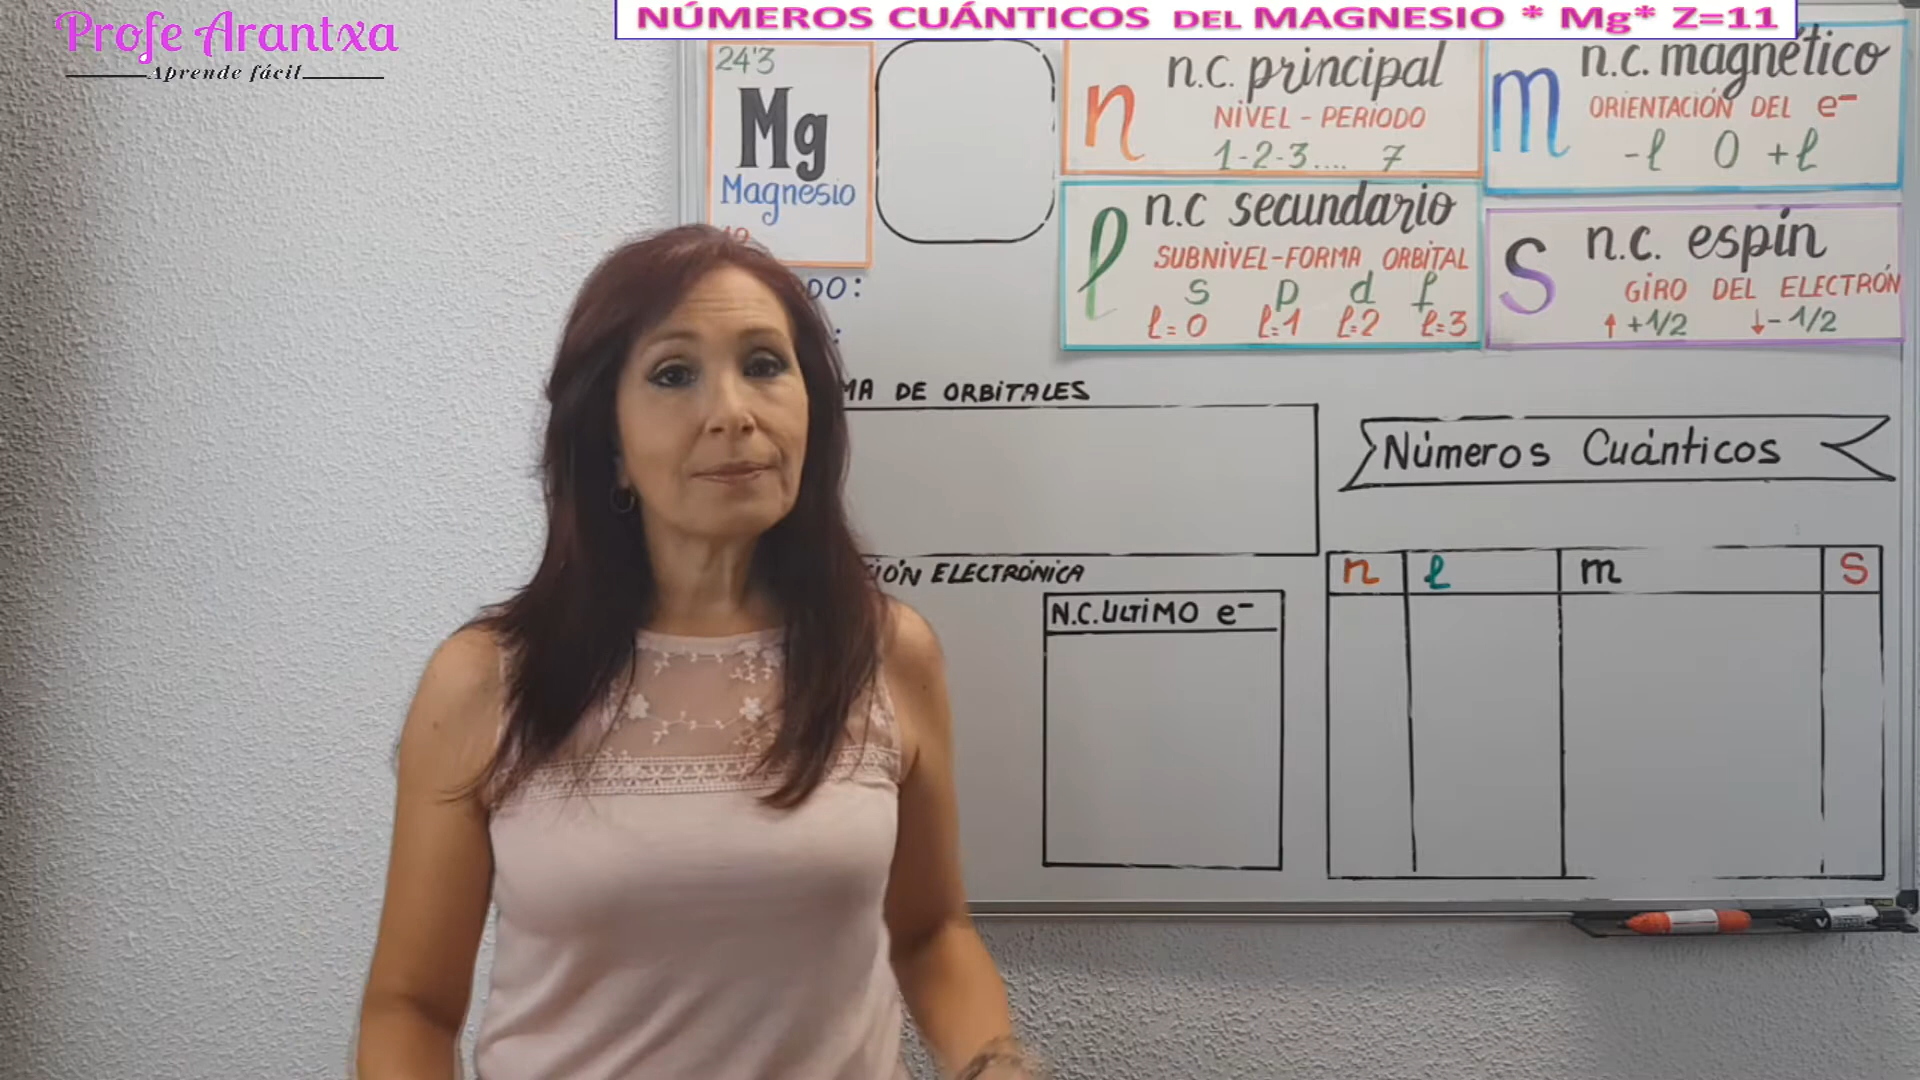 Profe Arantxa
Aprende fácil
NÚMEROS CUÁNTICOS DEL MAGNESIO * Mg* Z=11
24'3
Mg
Magnesio
n
n.c. principal
NIVEL - PERIODO
1-2-3.... 7
m
n.c. magnético
ORIENTACIÓN DEL e-
-l 0 +l
l
n.c secundario
SUBNIVEL-FORMA ORBITAL
s p d f
l=0 l=1 l=2 l=3
s
n.c. espín
GIRO DEL ELECTRÓN
↑ +1/2 ↓- 1/2
DE ORBITALES
Números Cuánticos
ELECTRÓNICA
N.C.ULTIMO e-
n l m s